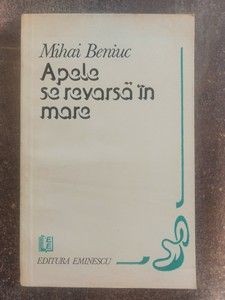 Mihai Beniuc
Apele
se revarsă în
mare
EDITURA EMINESCU